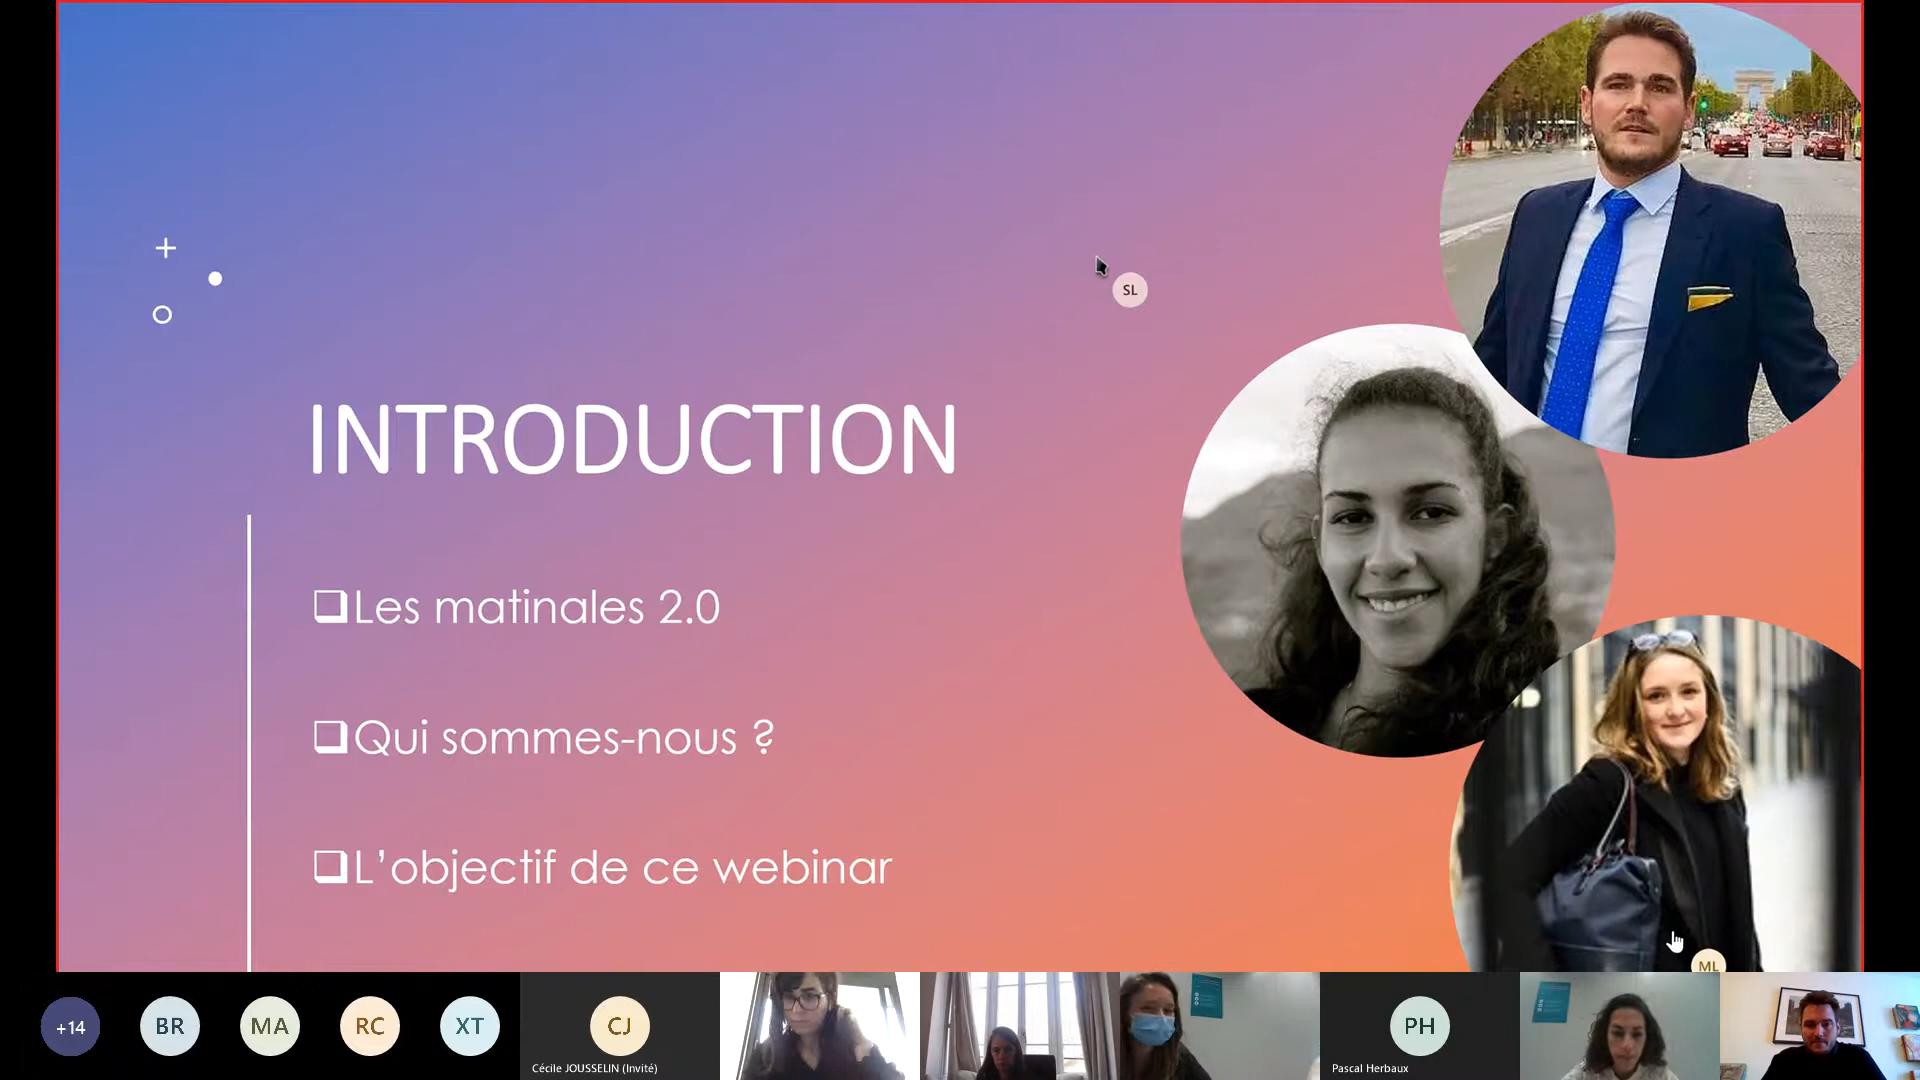 SL
INTRODUCTION
Les matinales 2.0
Qui sommes-nous ?
L’objectif de ce webinar
ML
+14
BR
MA
RC
XT
CJ
Cécile JOUSSELIN (Invité)
PH
Pascal Herbaux